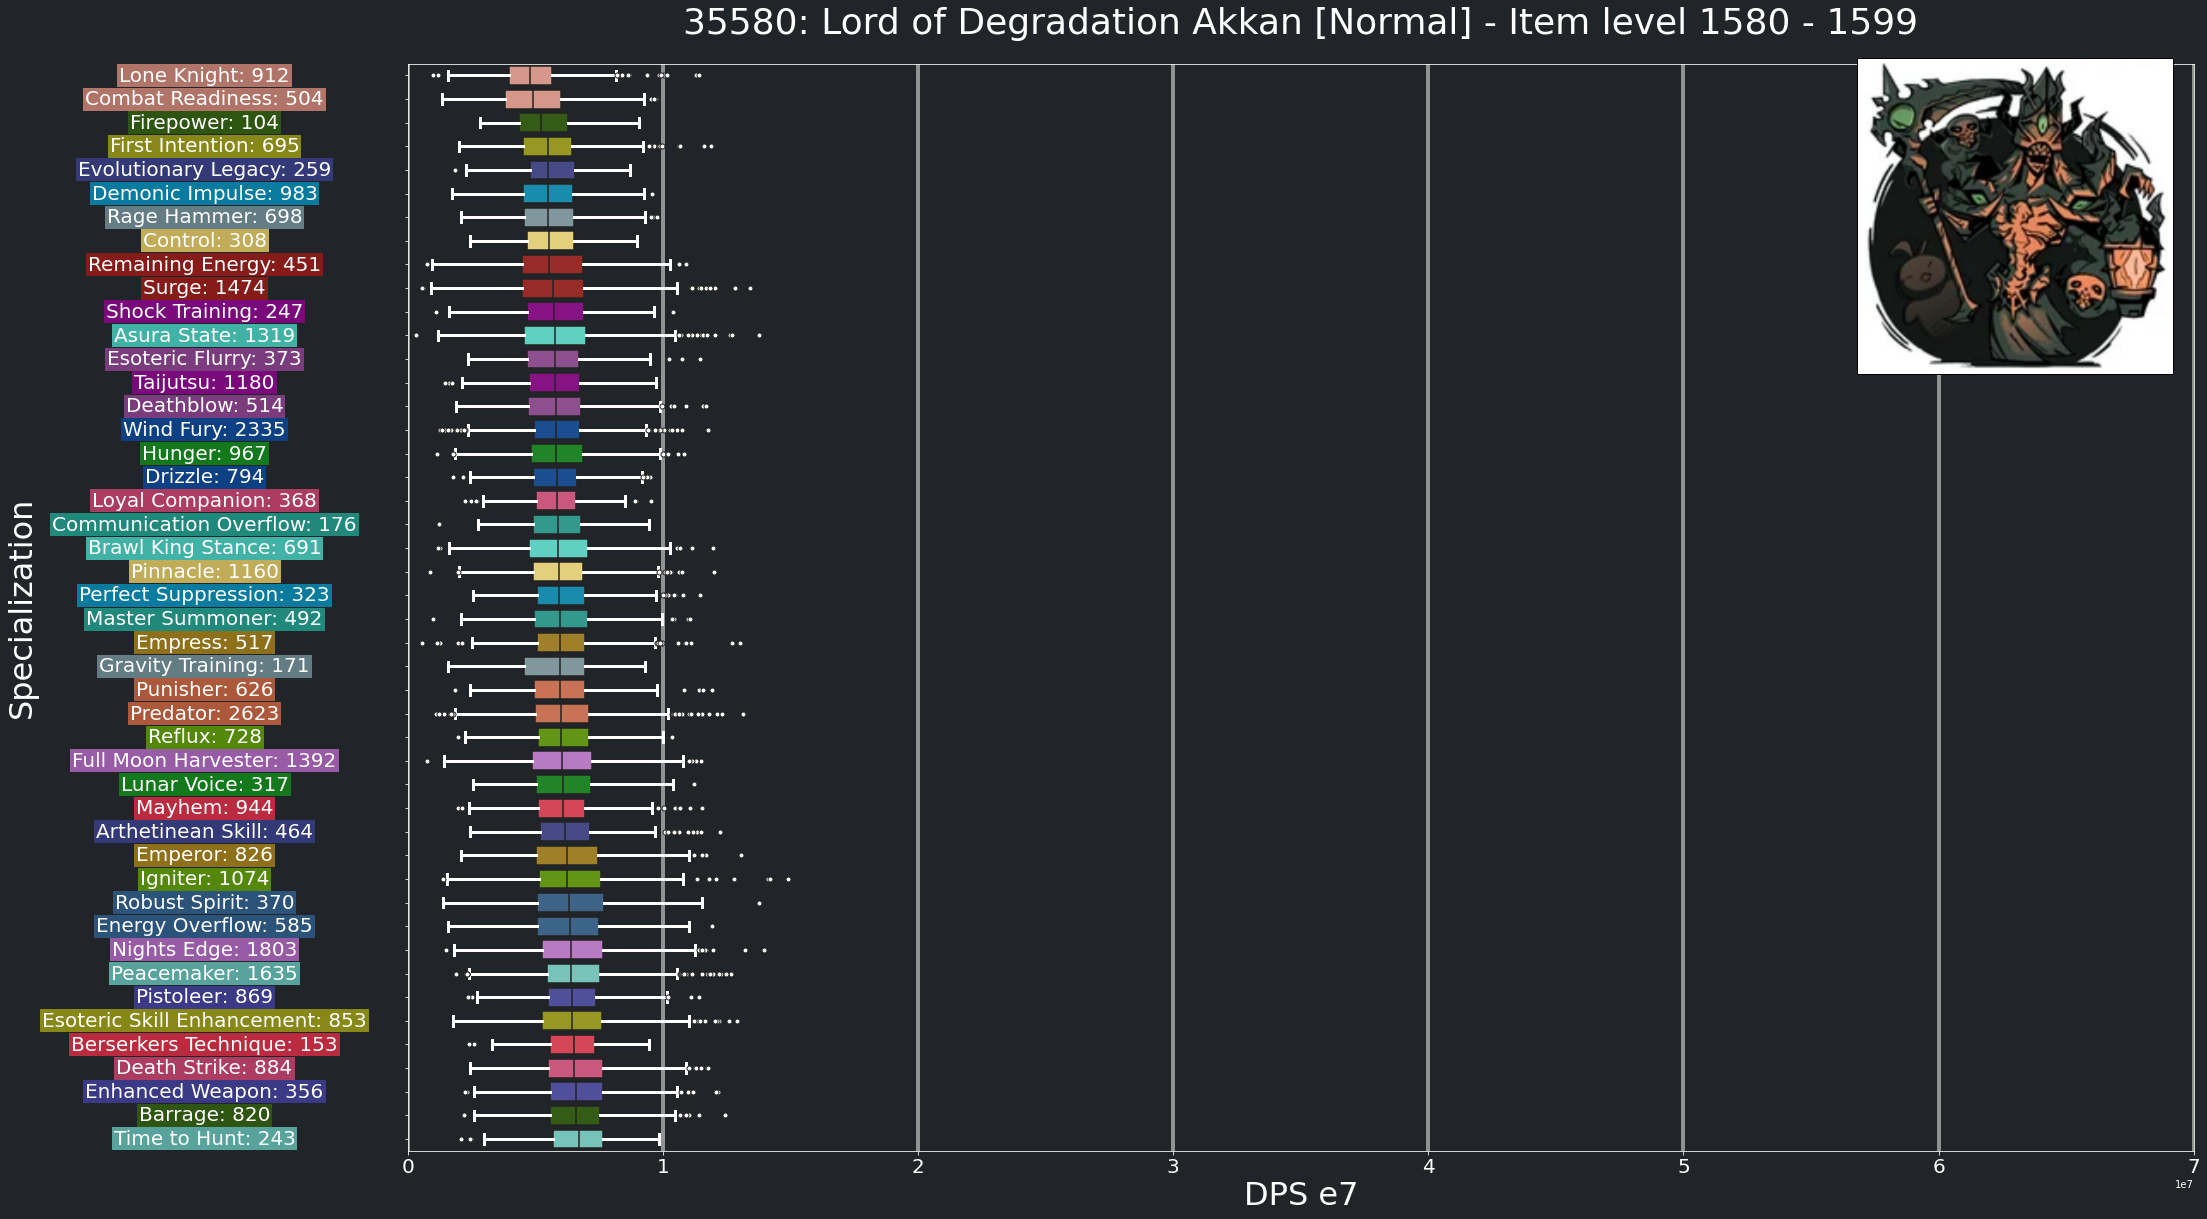 35580: Lord of Degradation Akkan [Normal] - Item level 1580 - 1599
Specialization
Lone Knight: 912
Combat Readiness: 504
Firepower: 104
First Intention: 695
Evolutionary Legacy: 259
Demonic Impulse: 983
Rage Hammer: 698
Control: 308
Remaining Energy: 451
Surge: 1474
Shock Training: 247
Asura State: 1319
Esoteric Flurry: 373
Taijutsu: 1180
Deathblow: 514
Wind Fury: 2335
Hunger: 967
Drizzle: 794
Loyal Companion: 368
Communication Overflow: 176
Brawl King Stance: 691
Pinnacle: 1160
Perfect Suppression: 323
Master Summoner: 492
Empress: 517
Gravity Training: 171
Punisher: 626
Predator: 2623
Reflux: 728
Full Moon Harvester: 1392
Lunar Voice: 317
Mayhem: 944
Arthetinean Skill: 464
Emperor: 826
Igniter: 1074
Robust Spirit: 370
Energy Overflow: 585
Nights Edge: 1803
Peacemaker: 1635
Pistoleer: 869
Esoteric Skill Enhancement: 853
Berserkers Technique: 153
Death Strike: 884
Enhanced Weapon: 356
Barrage: 820
Time to Hunt: 243
0 1 2 3 4 5 6 7
1e7
DPS e7